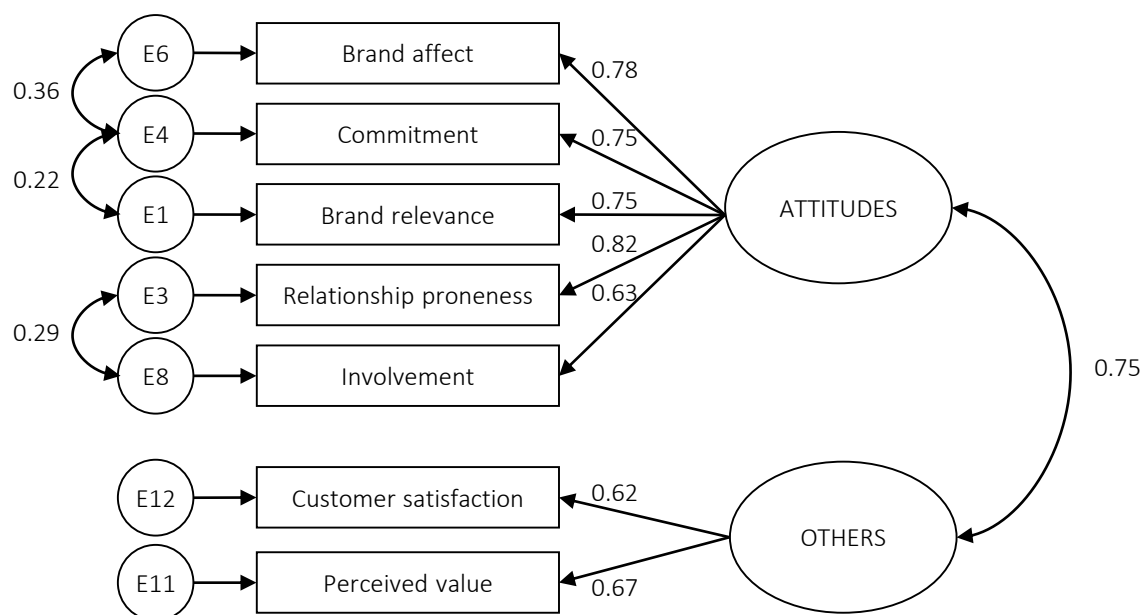 E6
Brand affect
0.78
0.36
E4
Commitment
0.75
0.22
E1
Brand relevance
0.75
ATTITUDES
0.82
E3
Relationship proneness
0.63
0.29
E8
Involvement
0.75
E12
Customer satisfaction
0.62
OTHERS
E11
Perceived value
0.67